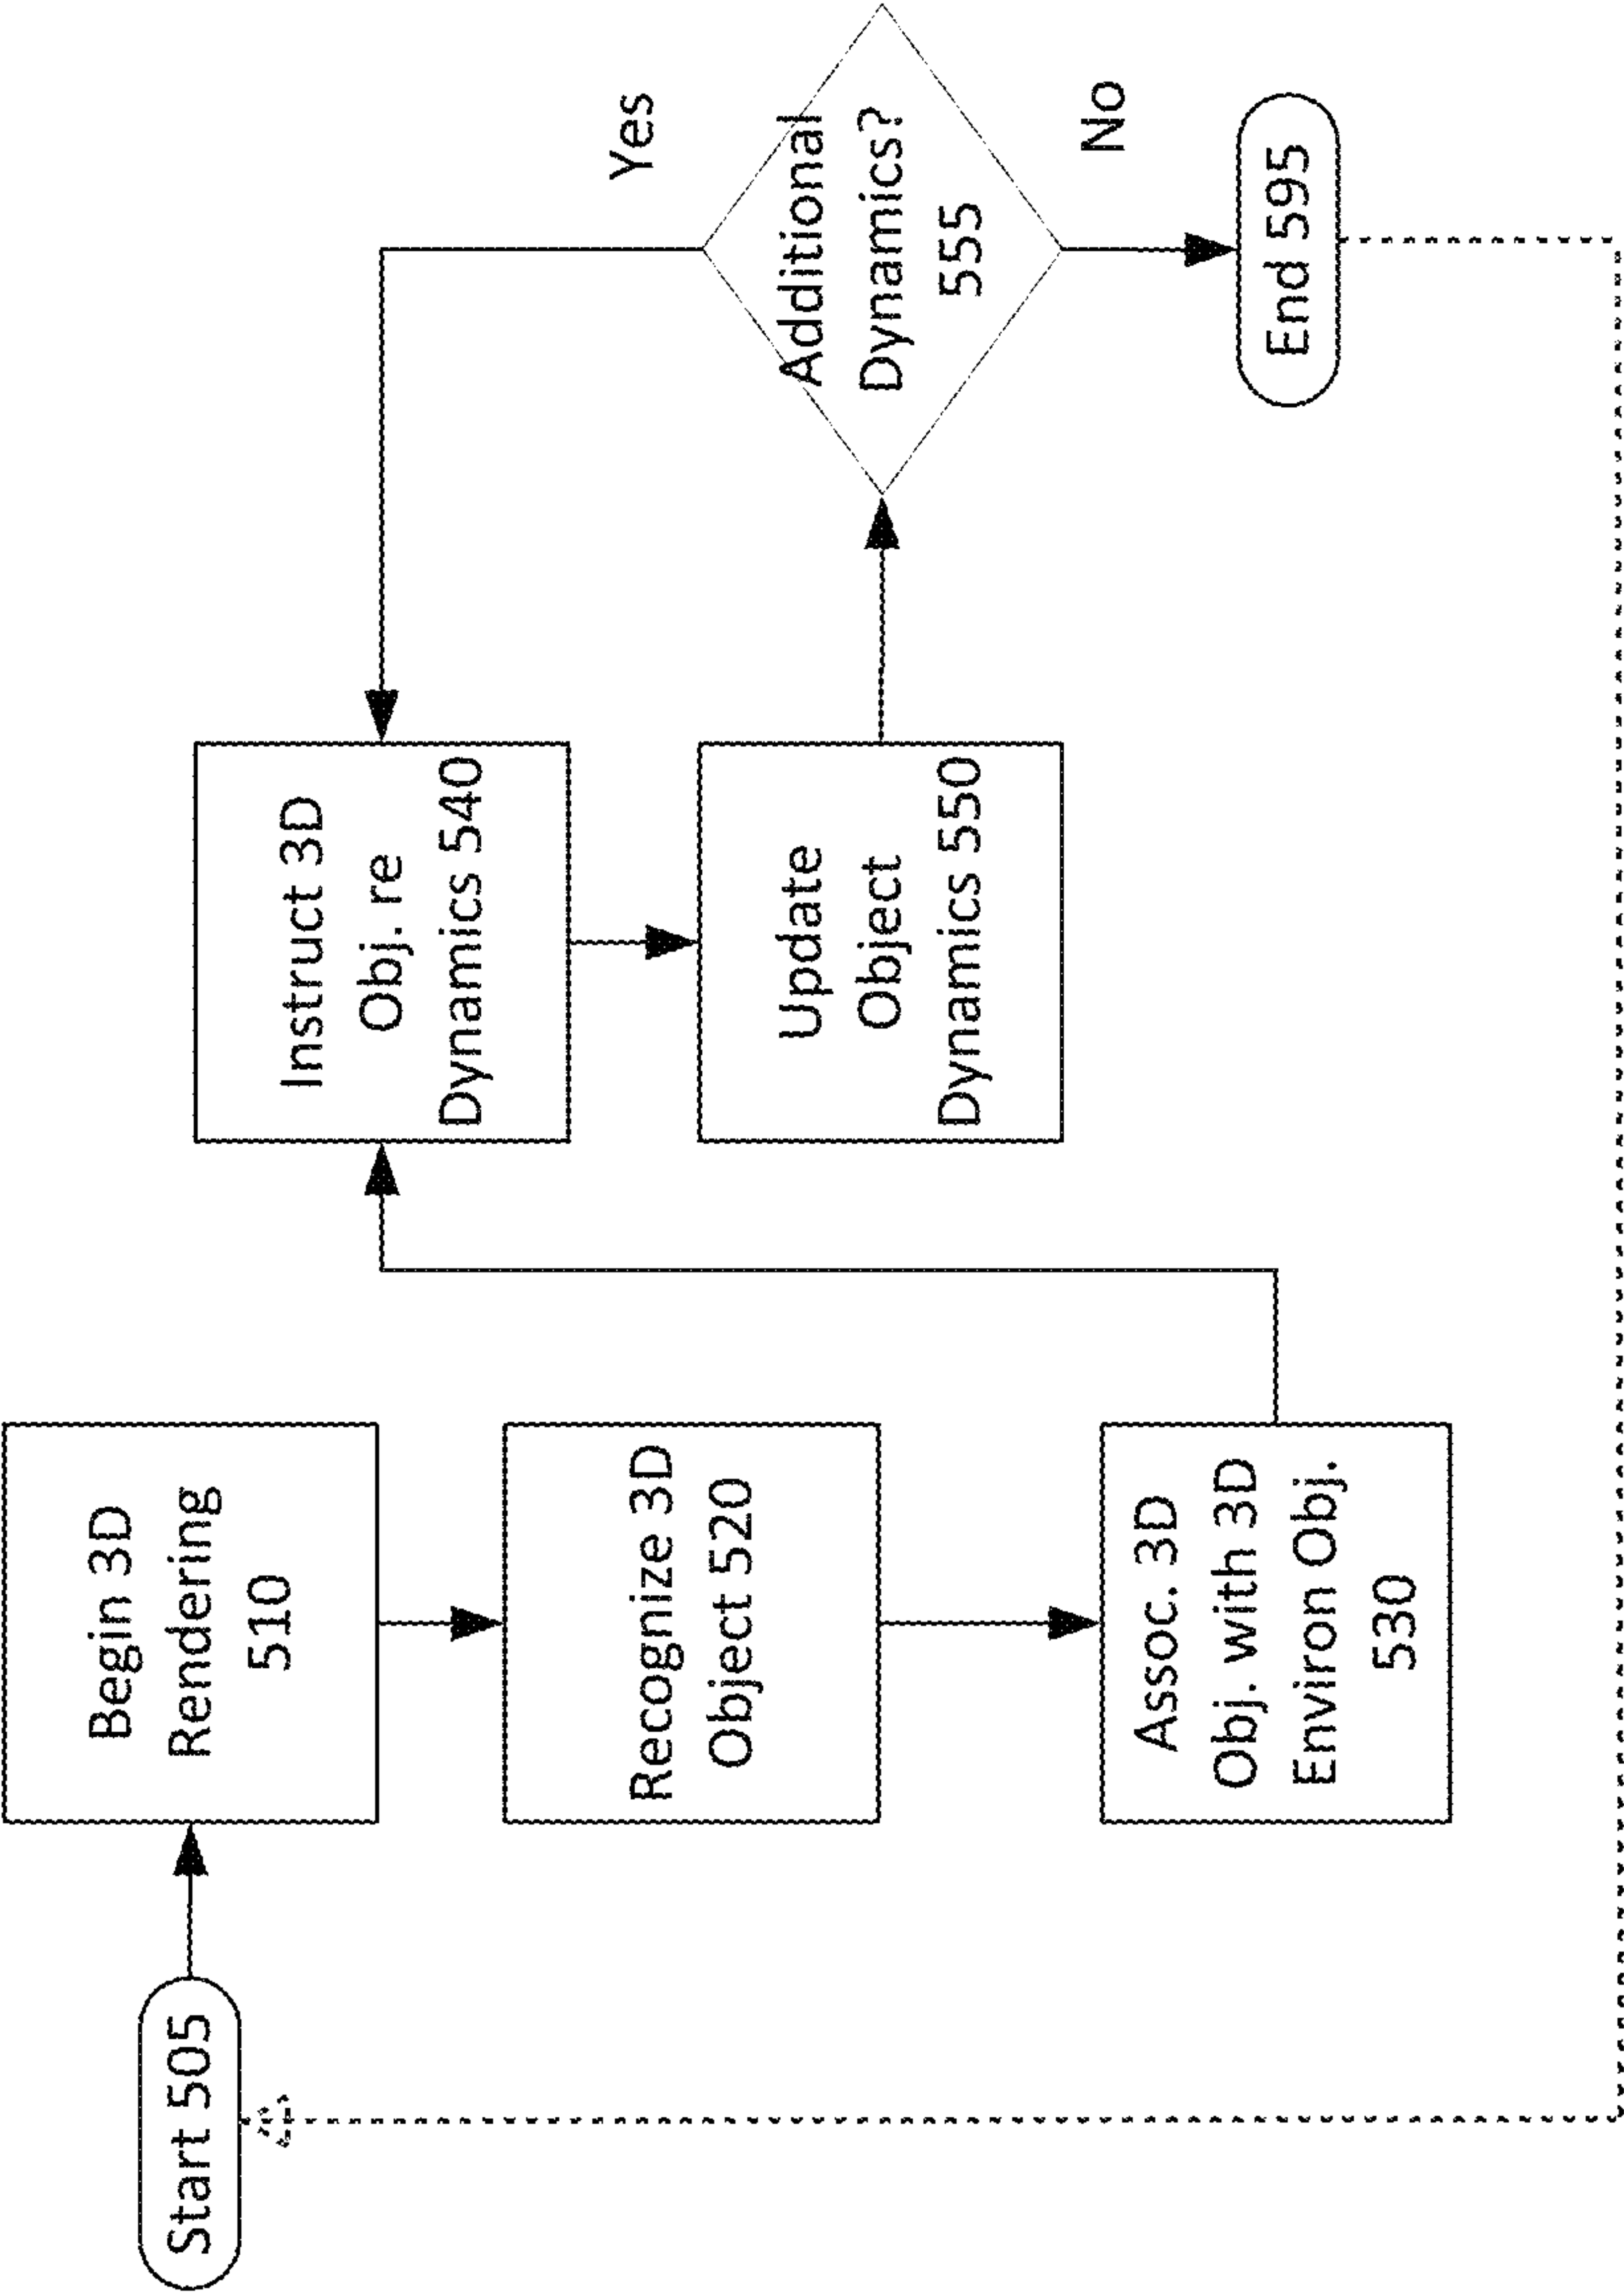 Start 505
Begin 3D
Rendering
510
Recognize 3D
Object 520
Assoc. 3D
Obj. with 3D
Environ Obj.
530
Instruct 3D
Obj. re
Dynamics 540
Update
Object
Dynamics 550
Additional
Dynamics?
555
Yes
No
End 595